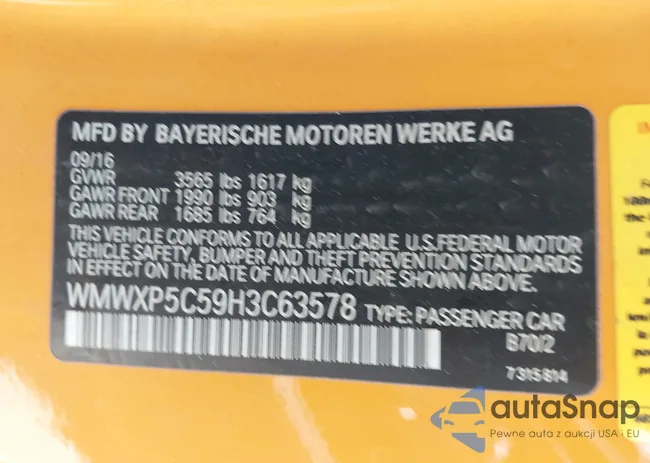 MFD BY BAYERISCHE MOTOREN WERKE AG
09/16
GVWR 3565 lbs 1617 kg
GAWR FRONT 1990 lbs 903 kg
GAWR REAR 1685 lbs 764 kg
THIS VEHICLE CONFORMS TO ALL APPLICABLE U.S.FEDERAL MOTOR
VEHICLE SAFETY, BUMPER AND THEFT PREVENTION STANDARDS
IN EFFECT ON THE DATE OF MANUFACTURE SHOWN ABOVE.
WMWXP5C59H3C63578 TYPE: PASSENGER CAR
B70/2
7 315 814
autaSnap
Pewne auta z aukcji USA i EU